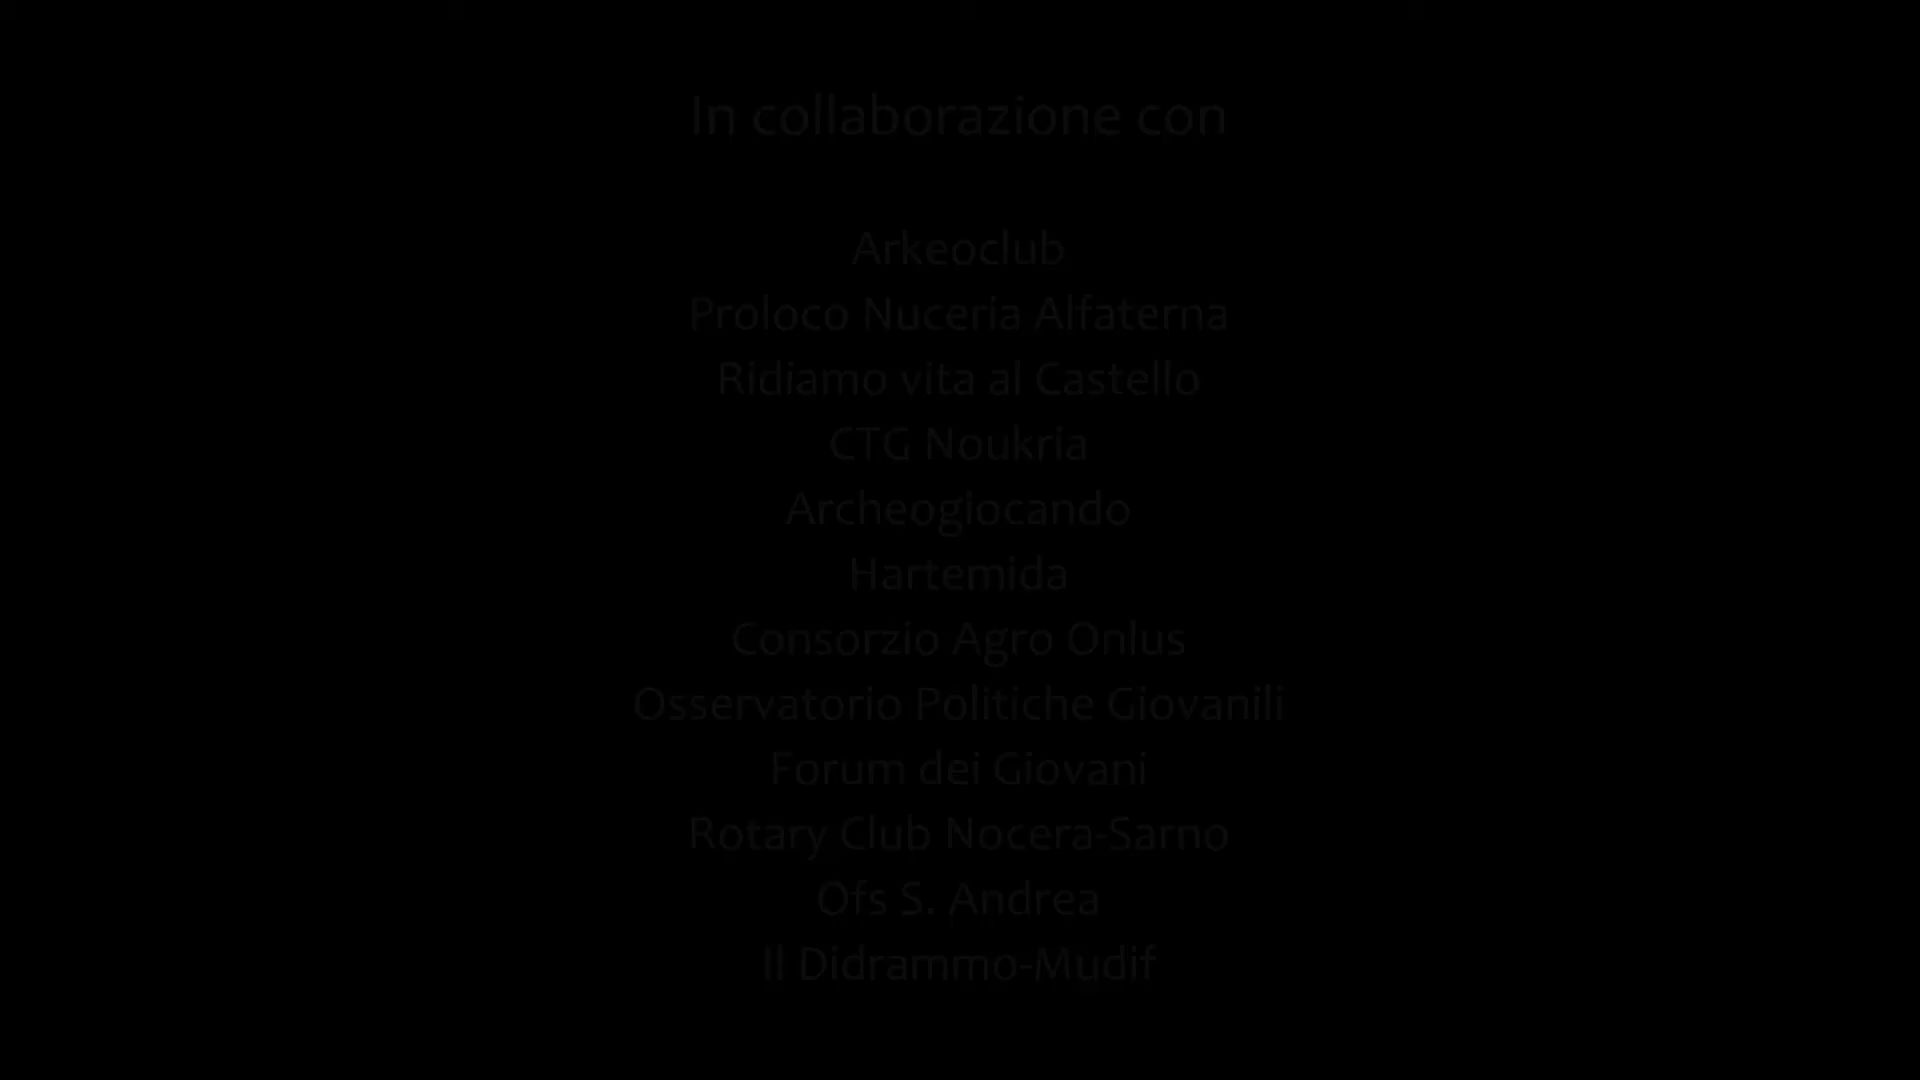 In collaborazione con
Arkeoclub
Proloco Nuceria Alfaterna
Ridiamo vita al Castello
CTG Noukria
Archeogiocando
Hartemida
Consorzio Agro Onlus
Osservatorio Politiche Giovanili
Forum dei Giovani
Rotary Club Nocera-Sarno
Ofs S. Andrea
Il Didrammo-Mudif